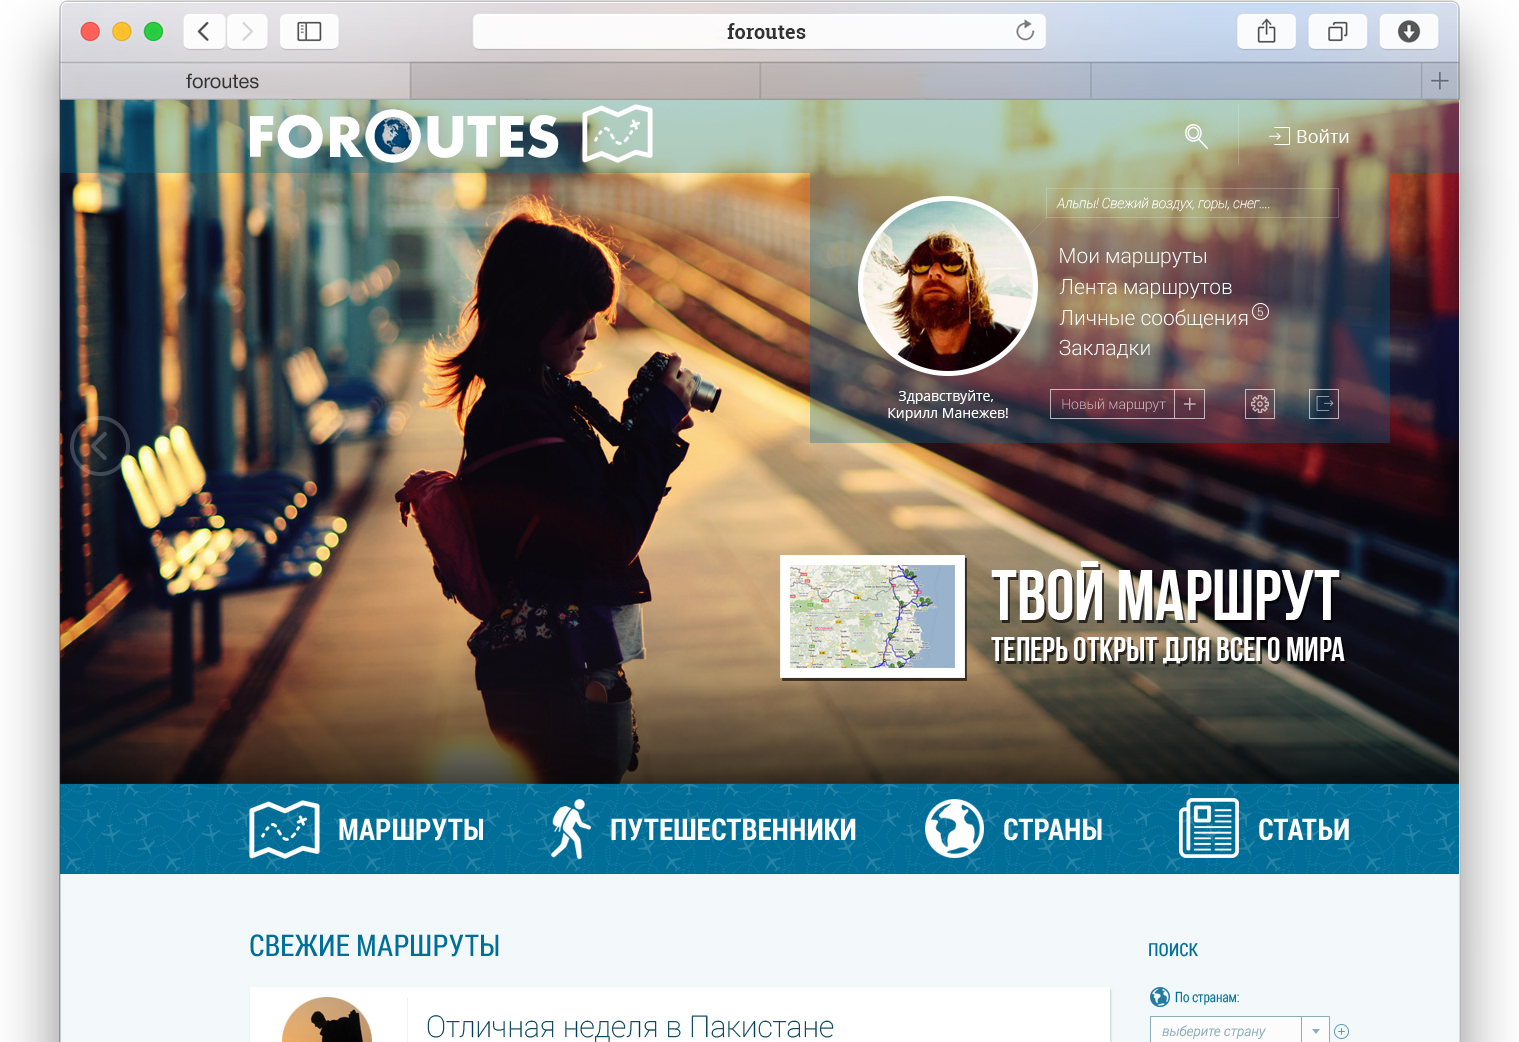 foroutes
foroutes
FOROUTES
Войти
Альпы! Свежий воздух, горы, снег....
Мои маршруты
Лента маршрутов
Личные сообщения 5
Закладки
Здравствуйте,
Кирилл Манежев!
Новый маршрут +
ТВОЙ МАРШРУТ
ТЕПЕРЬ ОТКРЫТ ДЛЯ ВСЕГО МИРА
МАРШРУТЫ
ПУТЕШЕСТВЕННИКИ
СТРАНЫ
СТАТЬИ
СВЕЖИЕ МАРШРУТЫ
ПОИСК
По странам:
Отличная неделя в Пакистане
выберите страну